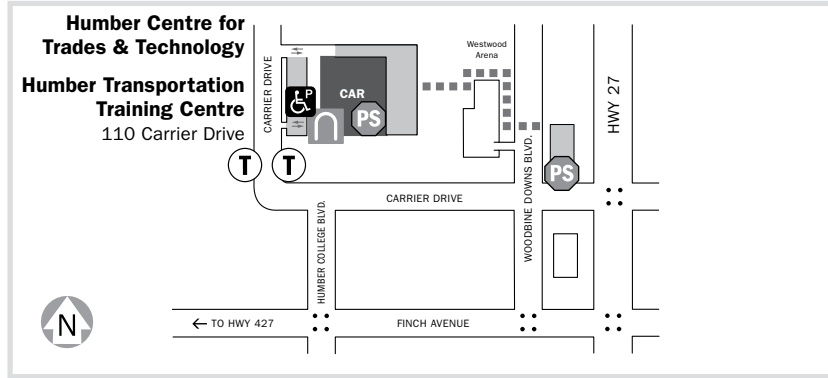 Humber Centre for
Trades & Technology
Humber Transportation
Training Centre
110 Carrier Drive
CARRIER DRIVE
P
CAR
PS
T
T
Westwood
Arena
HWY 27
PS
WOODBINE DOWNS BLVD.
CARRIER DRIVE
HUMBER COLLEGE BLVD.
N
← TO HWY 427
FINCH AVENUE